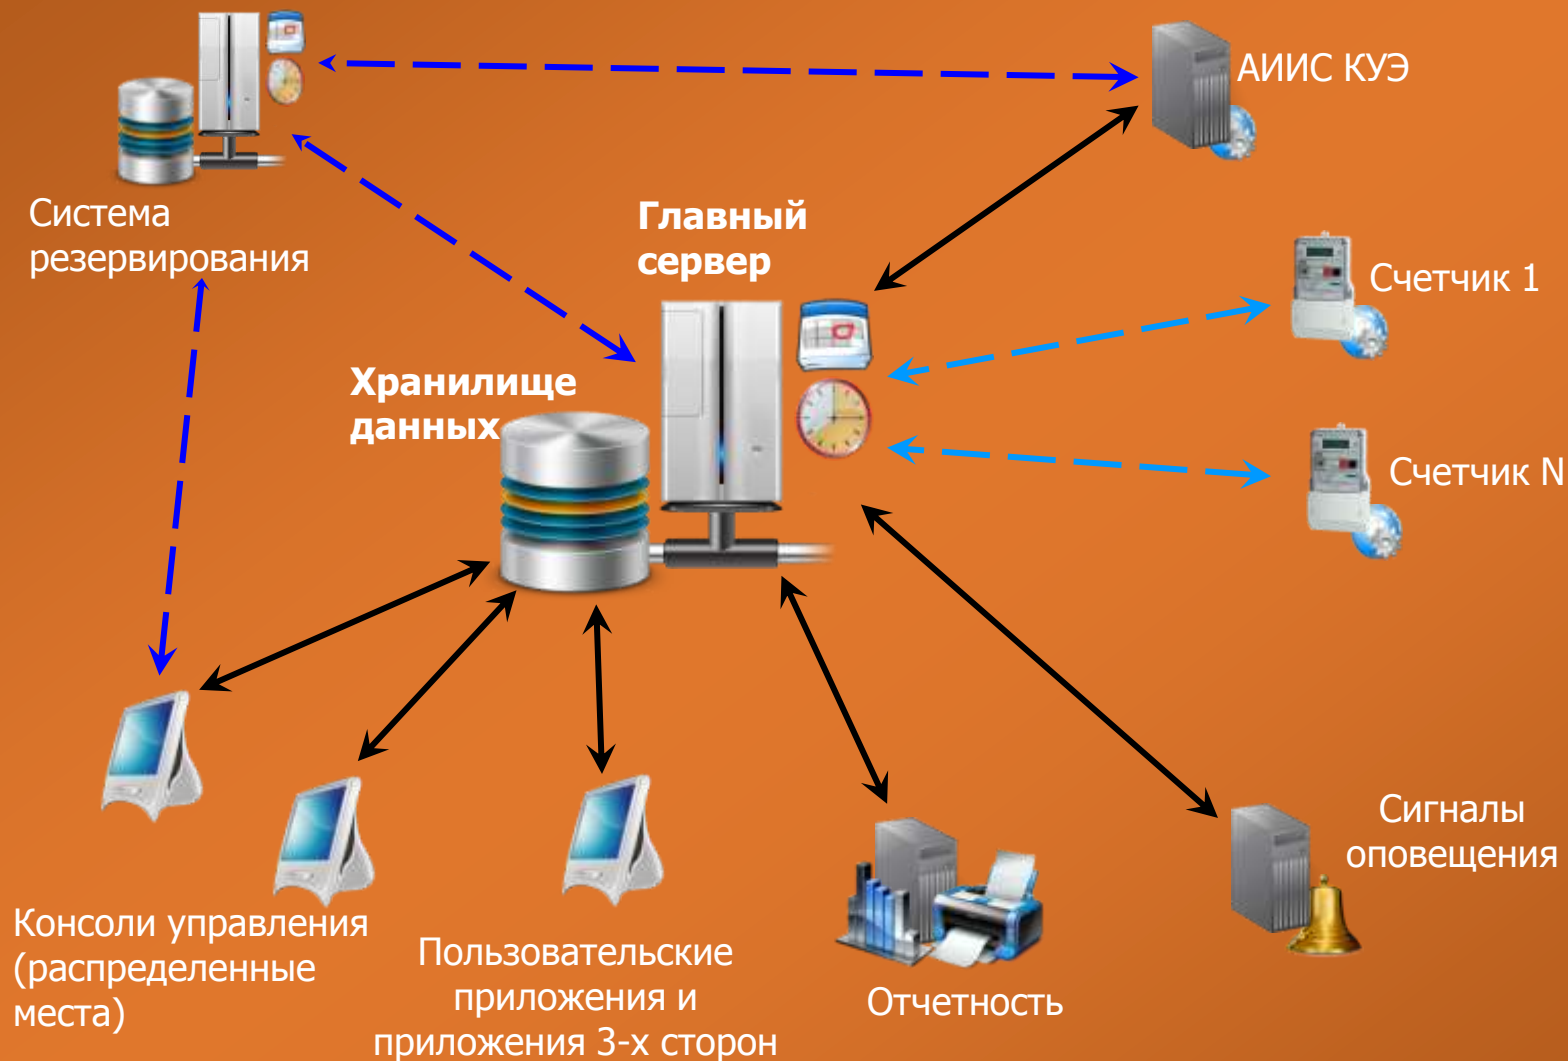 АИИС КУЭ
Система
резервирования
Главный
сервер
Счетчик 1
Хранилище
данных
Счетчик N
Сигналы
оповещения
Консоли управления
(распределенные
места)
Пользовательские
приложения и
приложения 3-х сторон
Отчетность